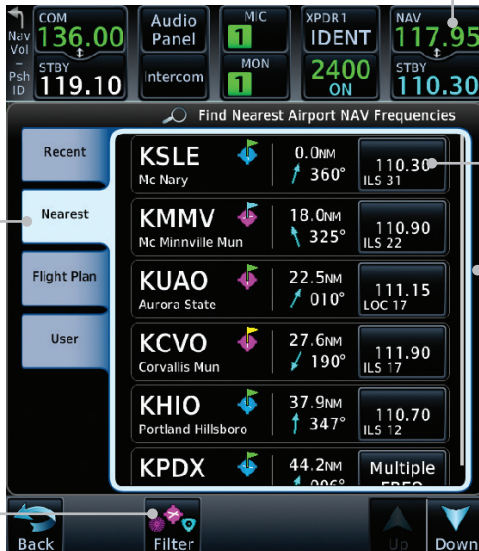 COM
136.00
STBY
119.10
Nav
Vol
Psh
ID
Audio
Panel
Intercom
MIC
1
MON
1
XPDR1
IDENT
2400
ON
NAV
117.95
STBY
110.30
Find Nearest Airport NAV Frequencies
Recent
Nearest
Flight Plan
User
KSLE
Mc Nary
0.0NM
360°
110.30
ILS 31
KMMV
Mc Minnville Mun
18.0NM
325°
110.90
ILS 22
KUAO
Aurora State
22.5NM
010°
111.15
LOC 17
KCVO
Corvallis Mun
27.6NM
190°
111.90
ILS 17
KHIO
Portland Hillsboro
37.9NM
347°
110.70
ILS 12
KPDX
44.2NM
Multiple
Back
Filter
Up
Down